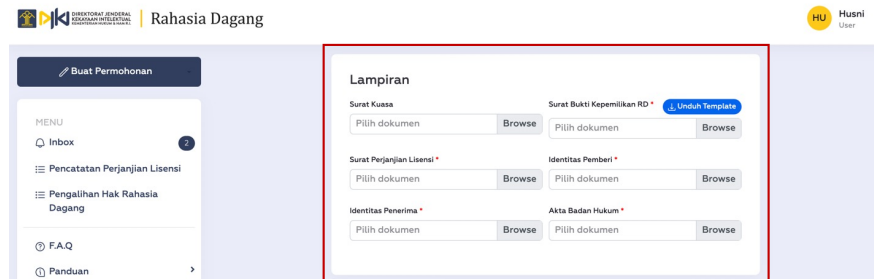 DIREKTORAT JENDERAL
KEKAYAAN INTELEKTUAL
KEMENTERIAN HUKUM & HAM R.I.
Rahasia Dagang
HU
Husni
User
Buat Permohonan
MENU
Inbox
2
Pencatatan Perjanjian Lisensi
Pengalihan Hak Rahasia
Dagang
F.A.Q
Panduan
Lampiran
Surat Kuasa
Surat Bukti Kepemilikan RD *
Unduh Template
Pilih dokumen Browse
Pilih dokumen Browse
Surat Perjanjian Lisensi *
Identitas Pemberi *
Pilih dokumen Browse
Pilih dokumen Browse
Identitas Penerima *
Akta Badan Hukum *
Pilih dokumen Browse
Pilih dokumen Browse